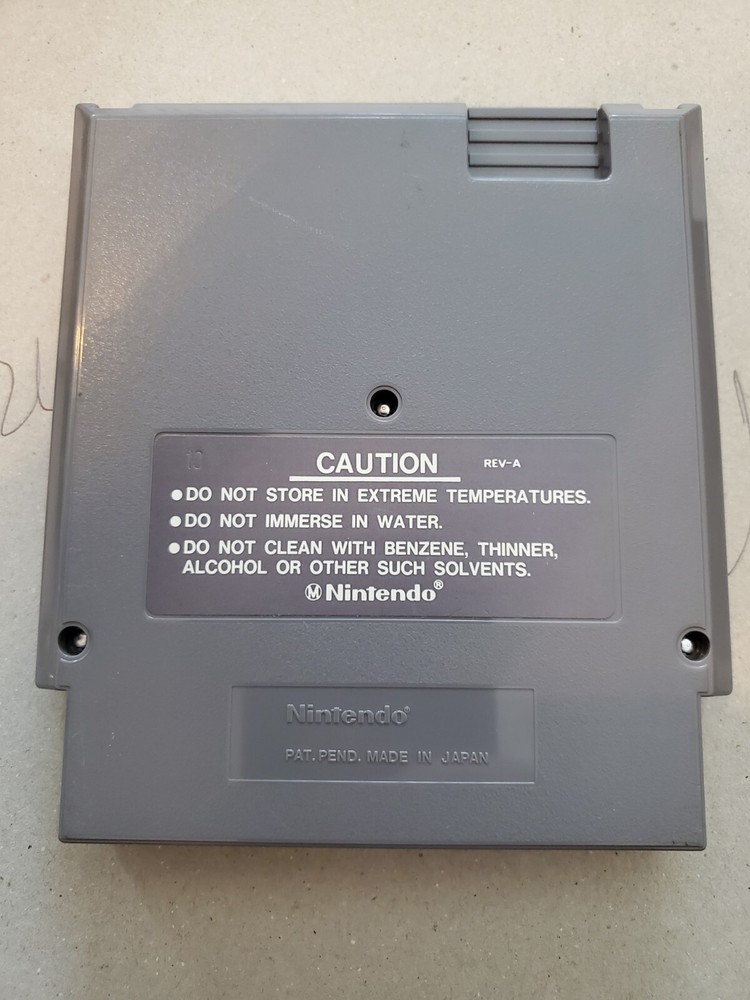 10
CAUTION REV-A
●DO NOT STORE IN EXTREME TEMPERATURES.
●DO NOT IMMERSE IN WATER.
●DO NOT CLEAN WITH BENZENE, THINNER,
ALCOHOL OR OTHER SUCH SOLVENTS.
Ⓜ Nintendo®
Nintendo®
PAT. PEND. MADE IN JAPAN